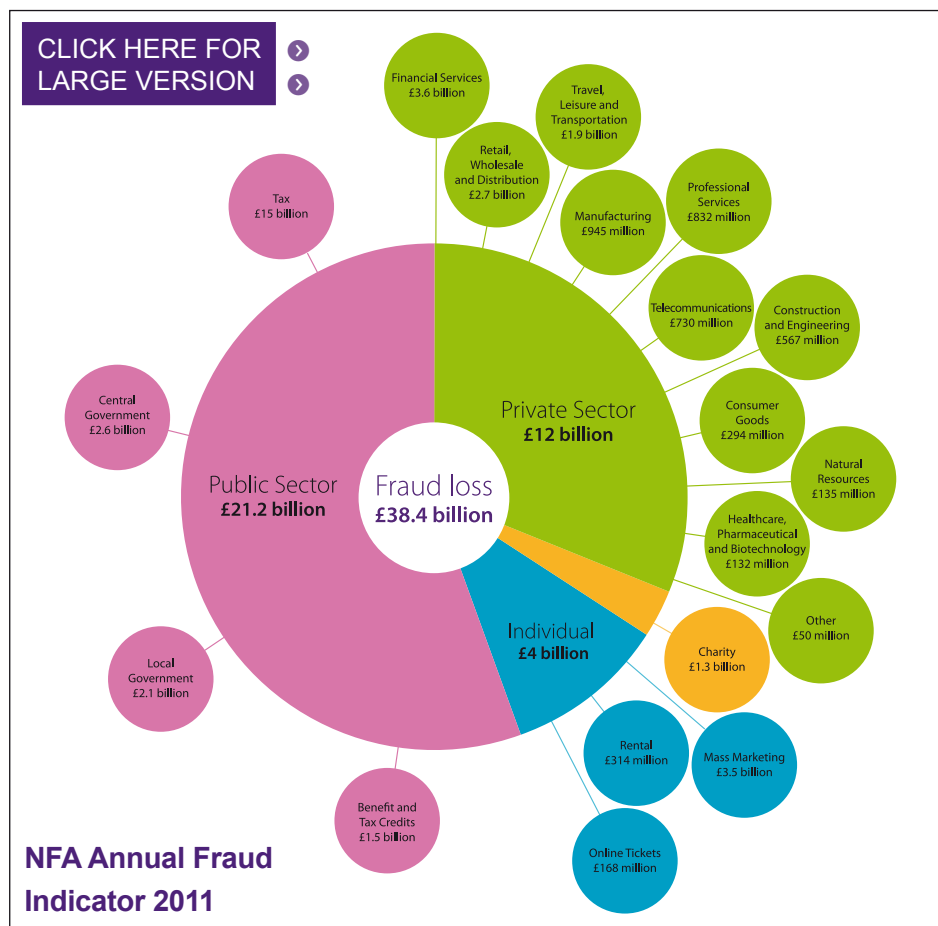 CLICK HERE FOR
LARGE VERSION
Financial Services
£3.6 billion
Travel,
Leisure and
Transportation
£1.9 billion
Retail,
Wholesale
and Distribution
£2.7 billion
Professional
Services
£832 million
Tax
£15 billion
Manufacturing
£945 million
Telecommunications
£730 million
Construction
and Engineering
£567 million
Central
Government
£2.6 billion
Consumer
Goods
£294 million
Private Sector
£12 billion
Natural
Resources
£135 million
Public Sector
£21.2 billion
Fraud loss
£38.4 billion
Healthcare,
Pharmaceutical
and Biotechnology
£132 million
Other
£50 million
Individual
£4 billion
Charity
£1.3 billion
Local
Government
£2.1 billion
Rental
£314 million
Mass Marketing
£3.5 billion
Benefit and
Tax Credits
£1.5 billion
Online Tickets
£168 million
NFA Annual Fraud
Indicator 2011